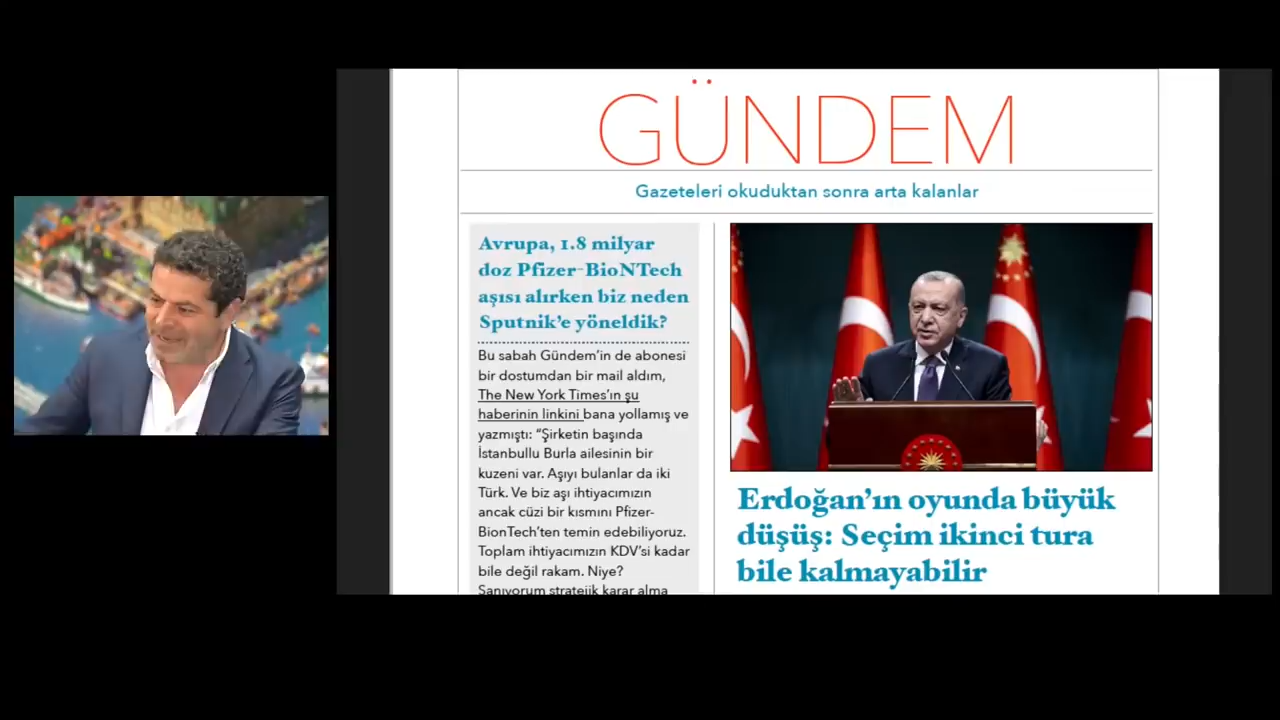 GÜNDEM
Gazeteleri okuduktan sonra arta kalanlar
Avrupa, 1.8 milyar
doz Pfizer-BioNTech
aşısı alırken biz neden
Sputnik’e yöneldik?
Bu sabah Gündem’in de abonesi
bir dostumdan bir mail aldım,
The New York Times’ın şu
haberinin linkini bana yollamış ve
yazmıştı: “Şirketin başında
İstanbullu Burla ailesinin bir
kuzeni var. Aşıyı bulanlar da iki
Türk. Ve biz aşı ihtiyacımızın
ancak cüzi bir kısmını Pfizer-
BionTech’ten temin edebiliyoruz.
Toplam ihtiyacımızın KDV’si kadar
bile değil rakam. Niye?
Sanıyorum stratejik karar alma
Erdoğan’ın oyunda büyük
düşüş: Seçim ikinci tura
bile kalmayabilir